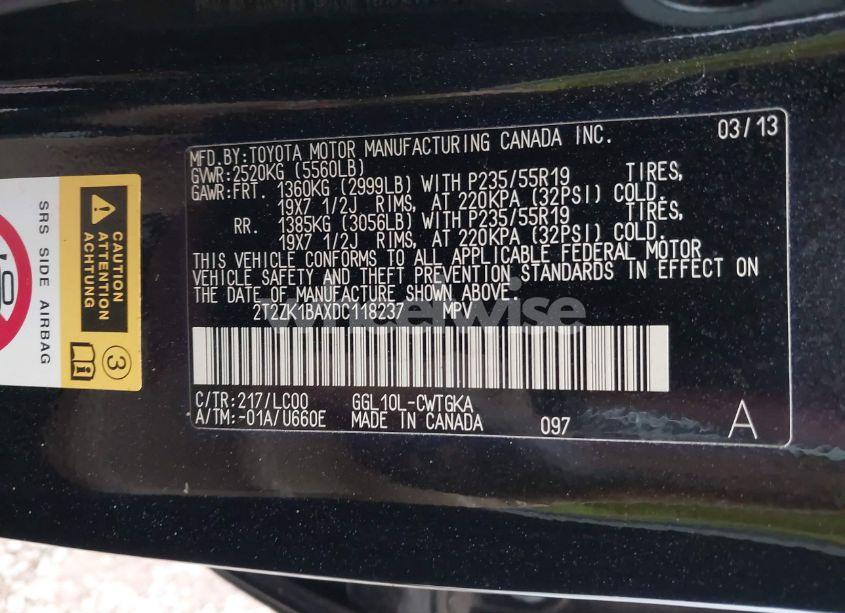 MFD.BY:TOYOTA MOTOR MANUFACTURING CANADA INC. 03/13
GVWR:2520KG (5560LB)
GAWR:FRT. 1360KG (2999LB) WITH P235/55R19 TIRES,
19X7 1/2J RIMS, AT 220KPA (32PSI) COLD.
RR. 1385KG (3056LB) WITH P235/55R19 TIRES,
19X7 1/2J RIMS, AT 220KPA (32PSI) COLD.
THIS VEHICLE CONFORMS TO ALL APPLICABLE FEDERAL MOTOR
VEHICLE SAFETY AND THEFT PREVENTION STANDARDS IN EFFECT ON
THE DATE OF MANUFACTURE SHOWN ABOVE.
2T2ZK1BAXDC118237 MPV
C/TR:217/LC00 GGL10L-CWTGKA
A/TM:-01A/U660E MADE IN CANADA 097 A
SRS SIDE AIRBAG
CAUTION
ATTENTION
ACHTUNG
3
wheelwise